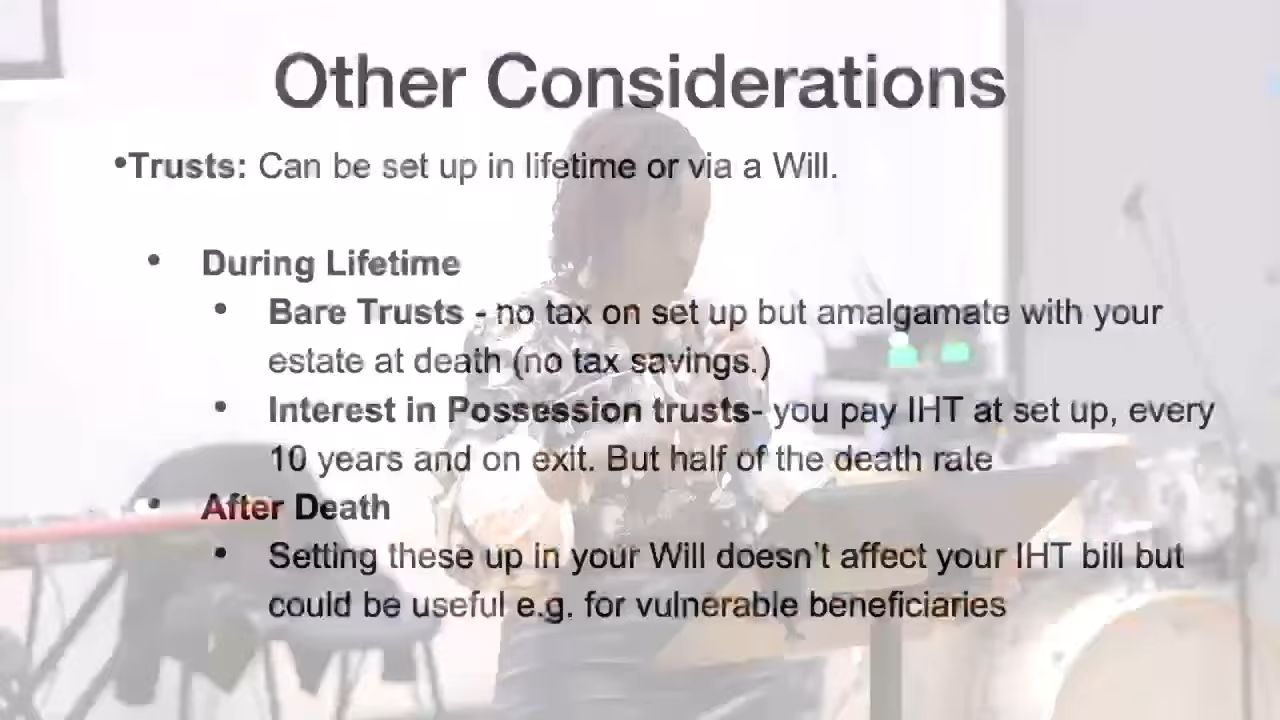 Other Considerations
•Trusts: Can be set up in lifetime or via a Will.
• During Lifetime
• Bare Trusts - no tax on set up but amalgamate with your
estate at death (no tax savings.)
• Interest in Possession trusts- you pay IHT at set up, every
10 years and on exit. But half of the death rate
• After Death
• Setting these up in your Will doesn't affect your IHT bill but
could be useful e.g. for vulnerable beneficiaries